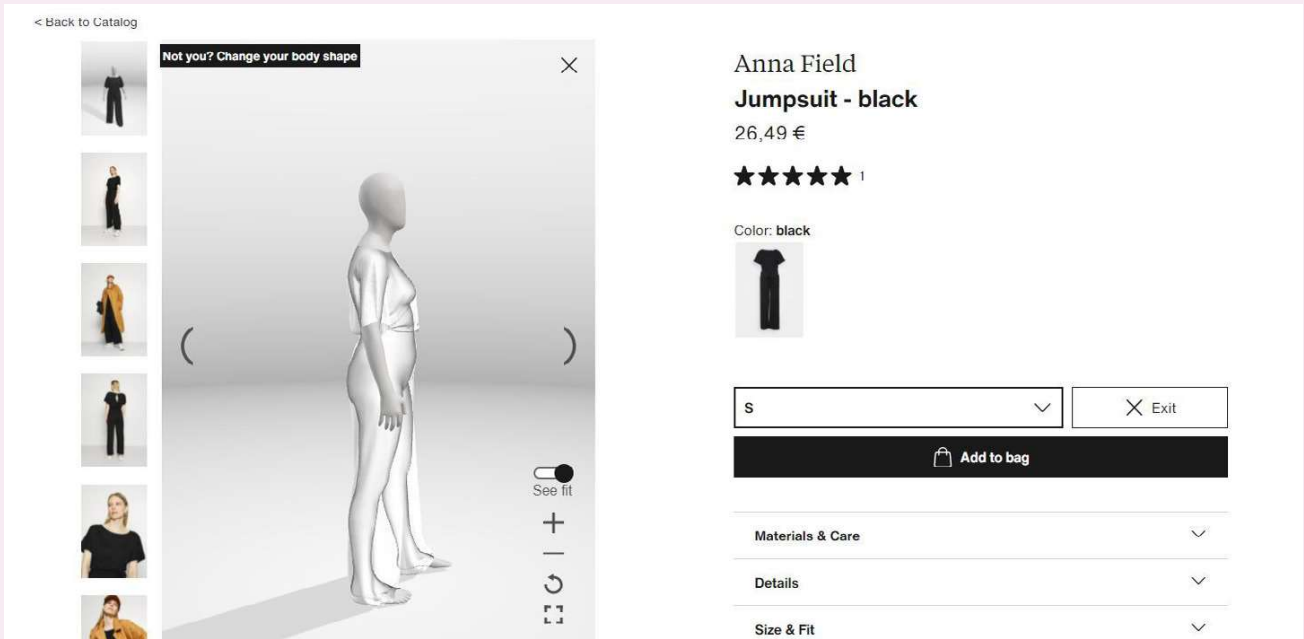 < Back to Catalog
Not you? Change your body shape
See fit
Anna Field
Jumpsuit - black
26,49 €
1
Color: black
S
Exit
Add to bag
Materials & Care
Details
Size & Fit